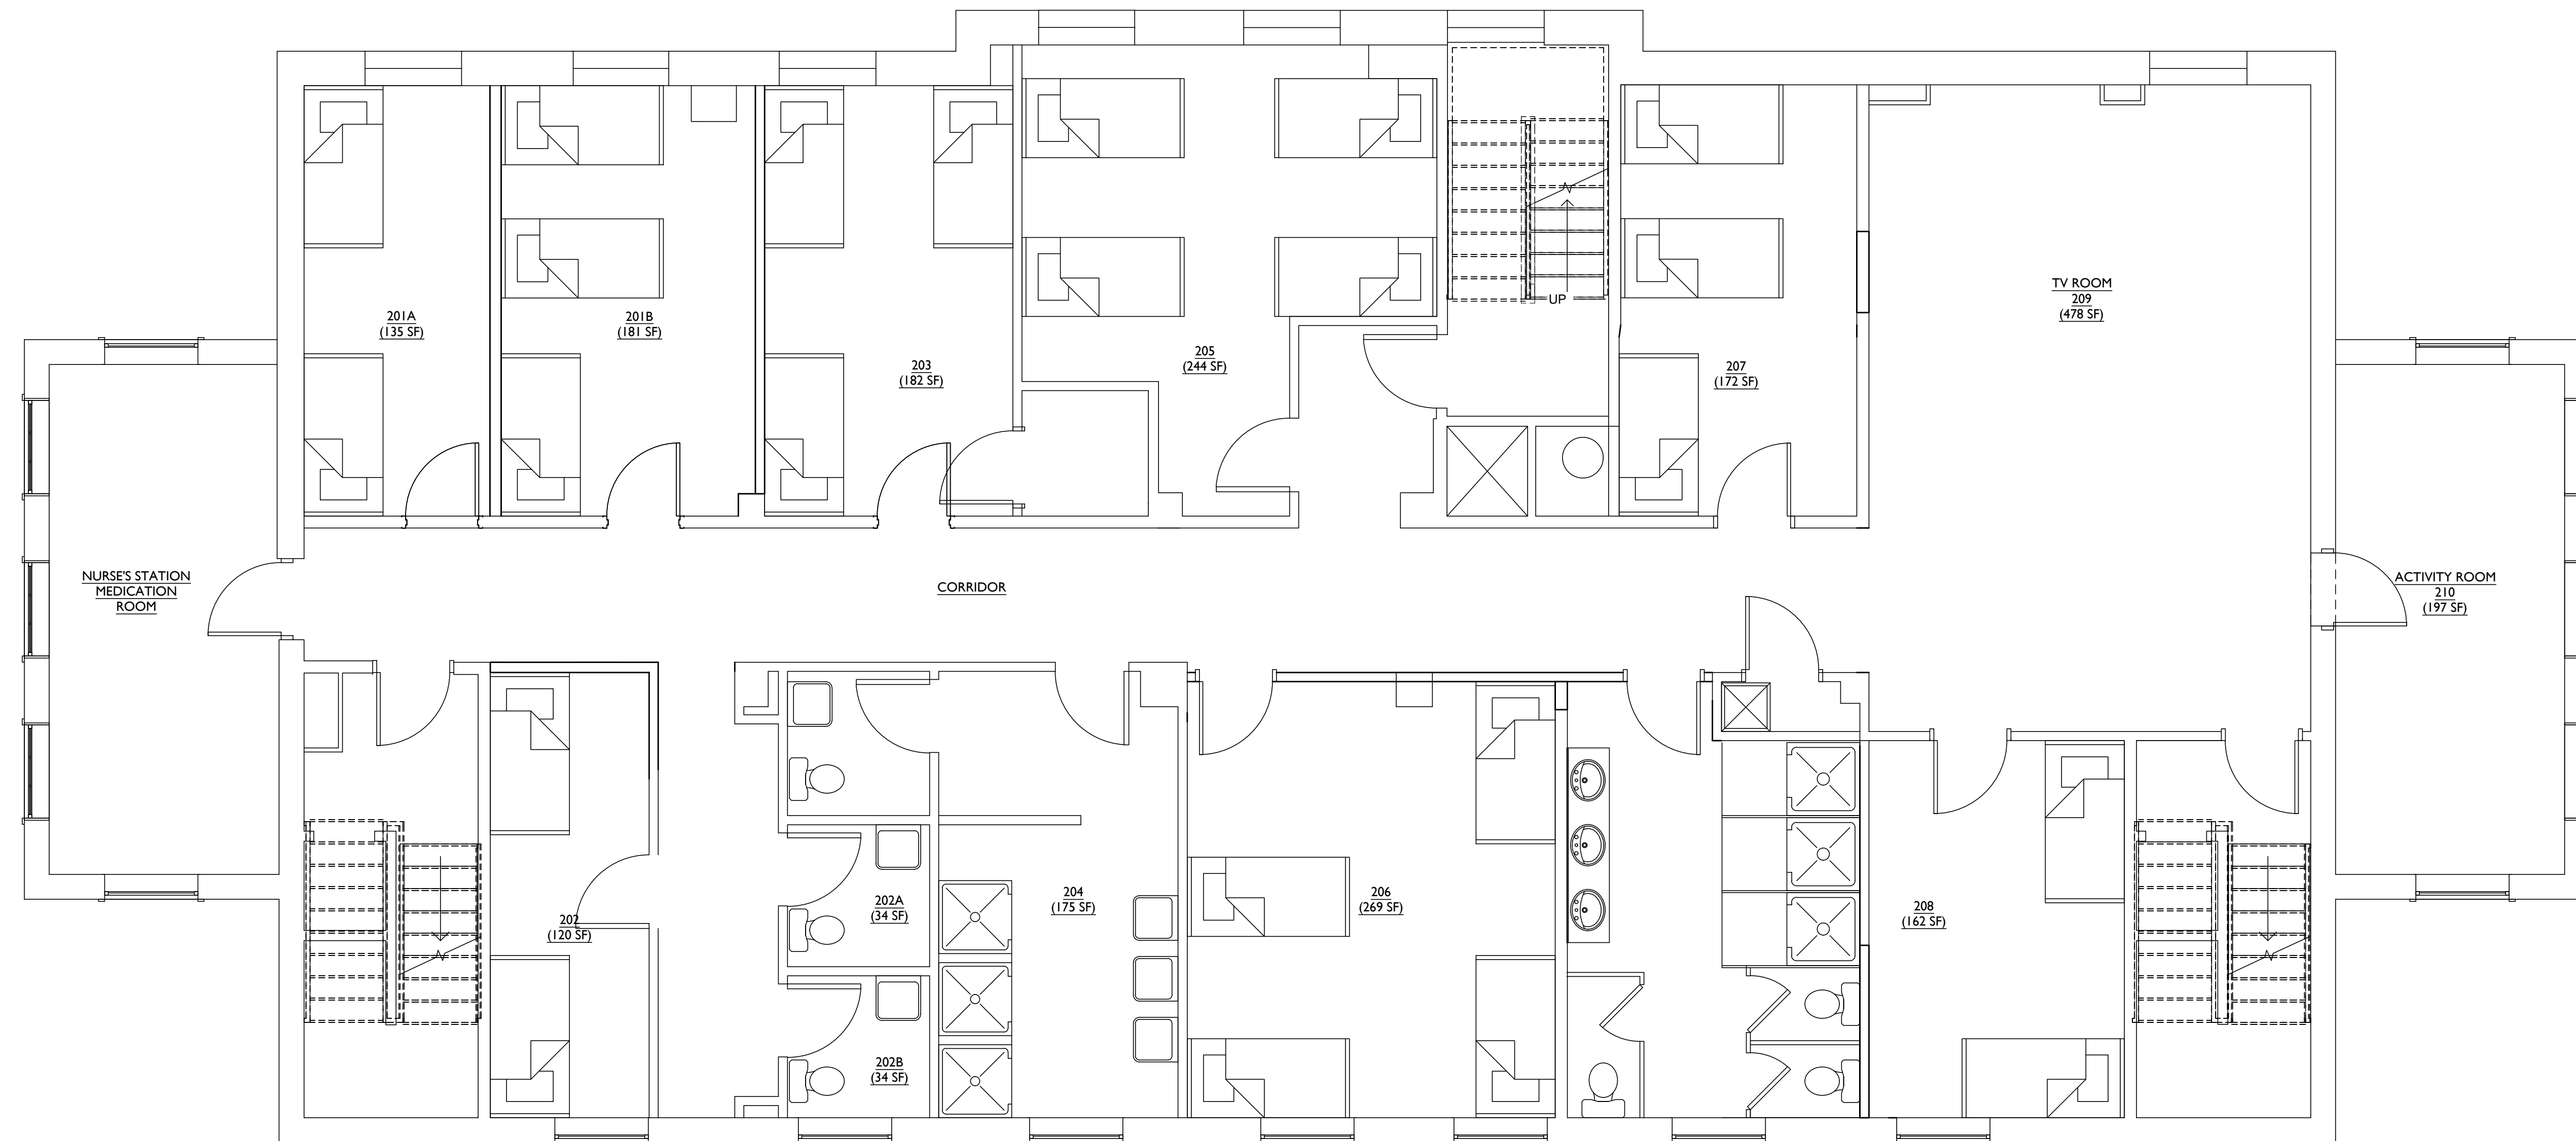 201A
(135 SF)
201B
(181 SF)
203
(182 SF)
205
(244 SF)
UP
207
(172 SF)
TV ROOM
209
(478 SF)
NURSE'S STATION
MEDICATION
ROOM
CORRIDOR
ACTIVITY ROOM
210
(197 SF)
202
(120 SF)
202A
(34 SF)
202B
(34 SF)
204
(175 SF)
206
(269 SF)
208
(162 SF)